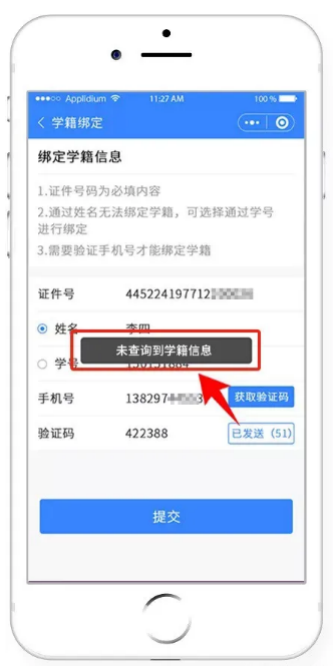 Applidium 11:27 AM 100 %
学籍绑定
绑定学籍信息
1.证件号码为必填内容
2.通过姓名无法绑定学籍，可选择通过学号
进行绑定
3.需要验证手机号才能绑定学籍
证件号 445224197712
姓名 李四
未查询到学籍信息
学号
手机号 138297 获取验证码
验证码 422388 已发送（51）
提交